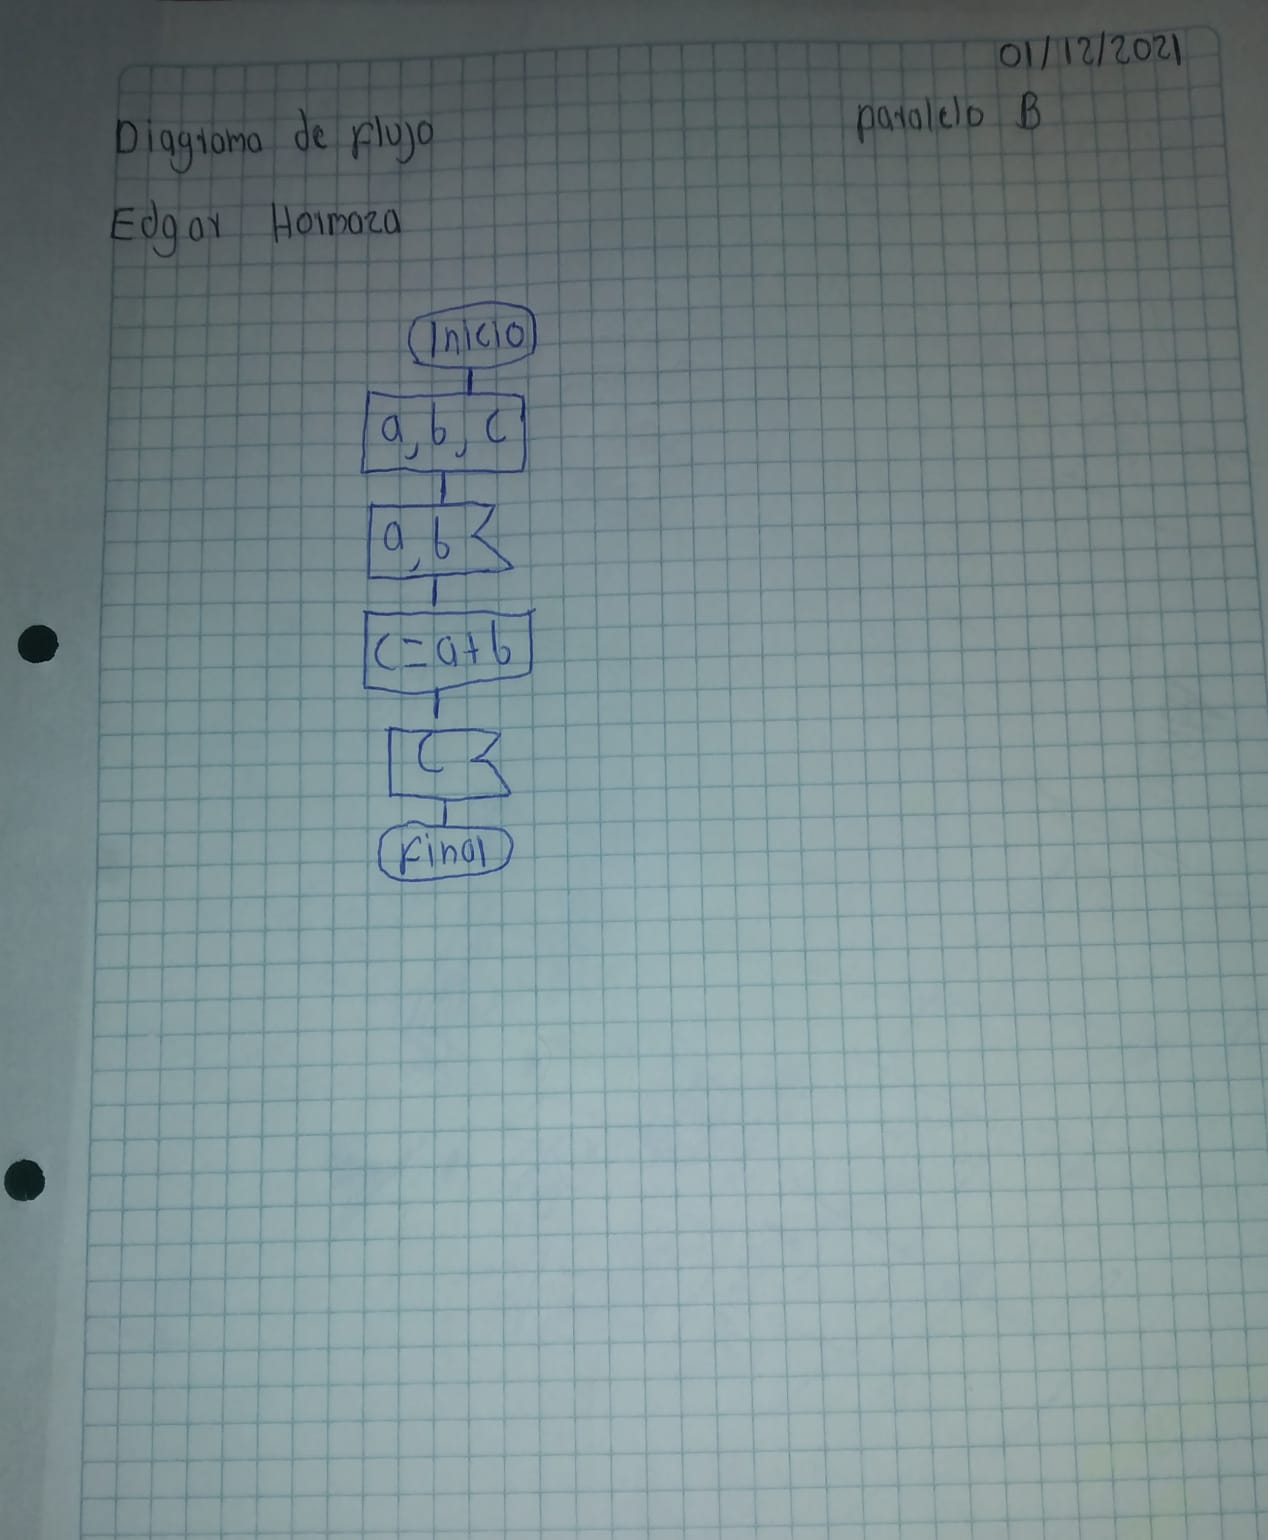 01/12/2021
Diagrama de Flujo
paralelo B
Edgar Hormaza
Inicio
a, b, c
a, b
c=a+b
c
Final